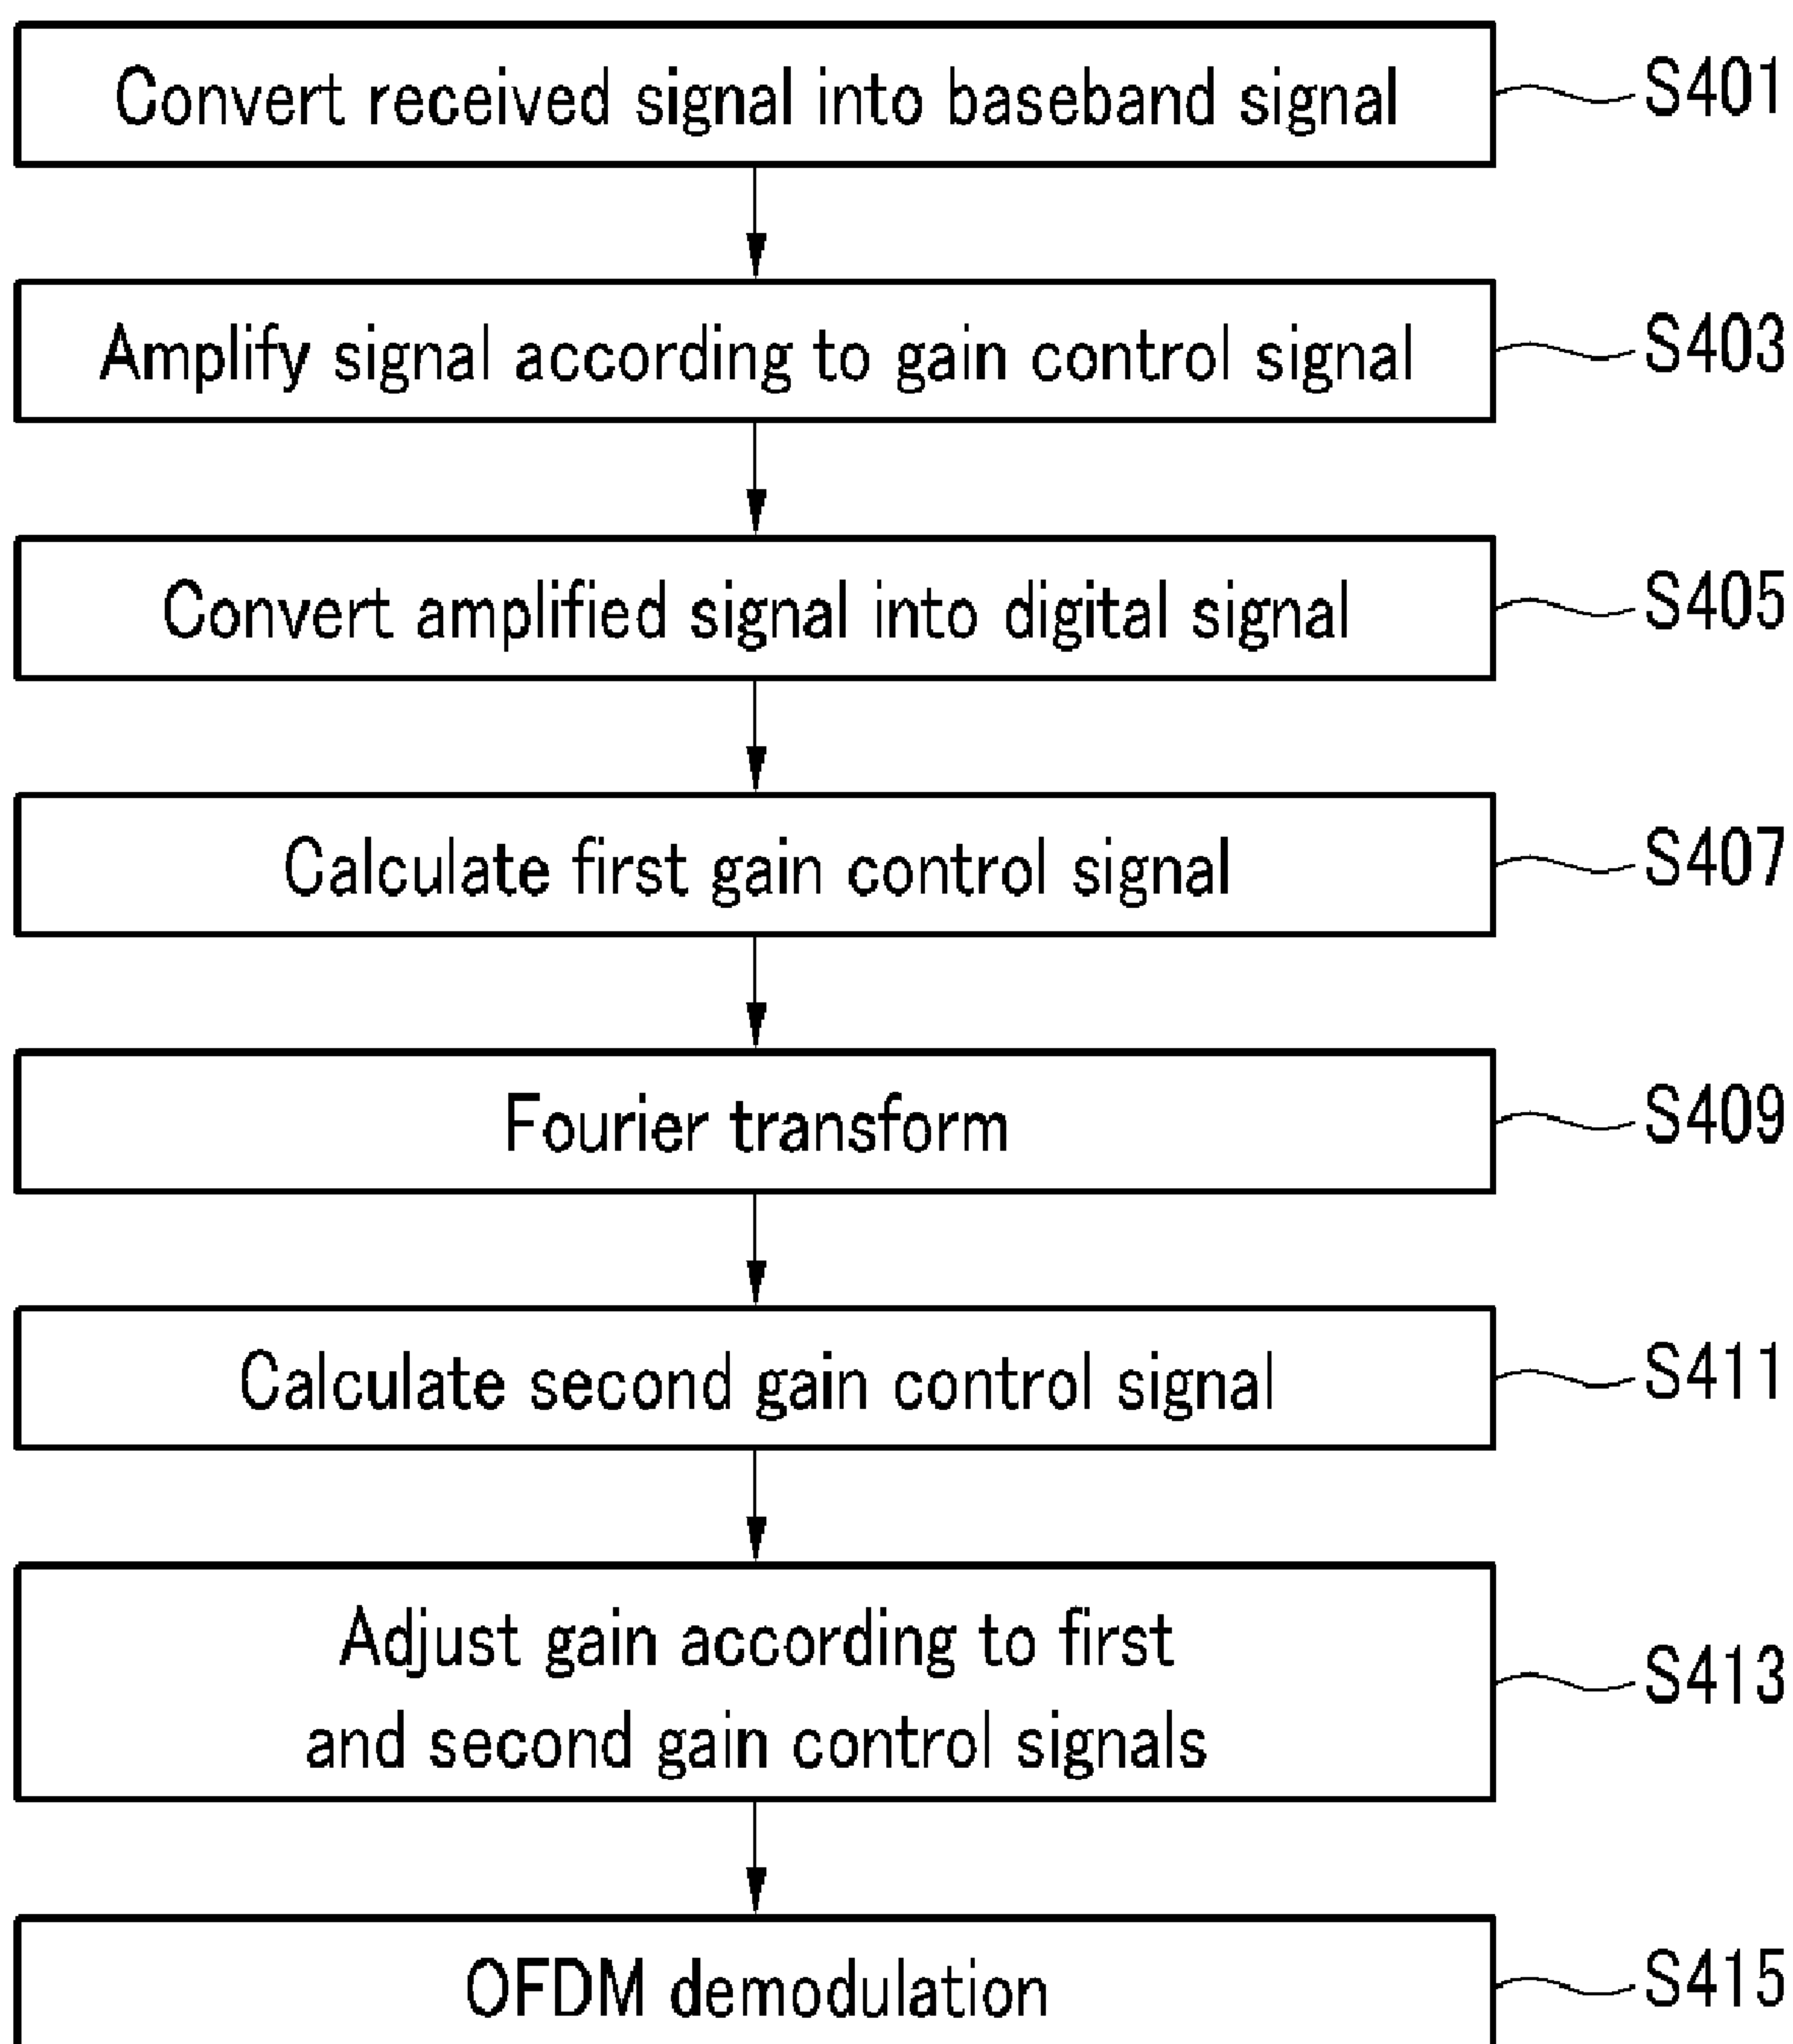 Convert received signal into baseband signal
S401
Amplify signal according to gain control signal
S403
Convert amplified signal into digital signal
S405
Calculate first gain control signal
S407
Fourier transform
S409
Calculate second gain control signal
S411
Adjust gain according to first
and second gain control signals
S413
OFDM demodulation
S415